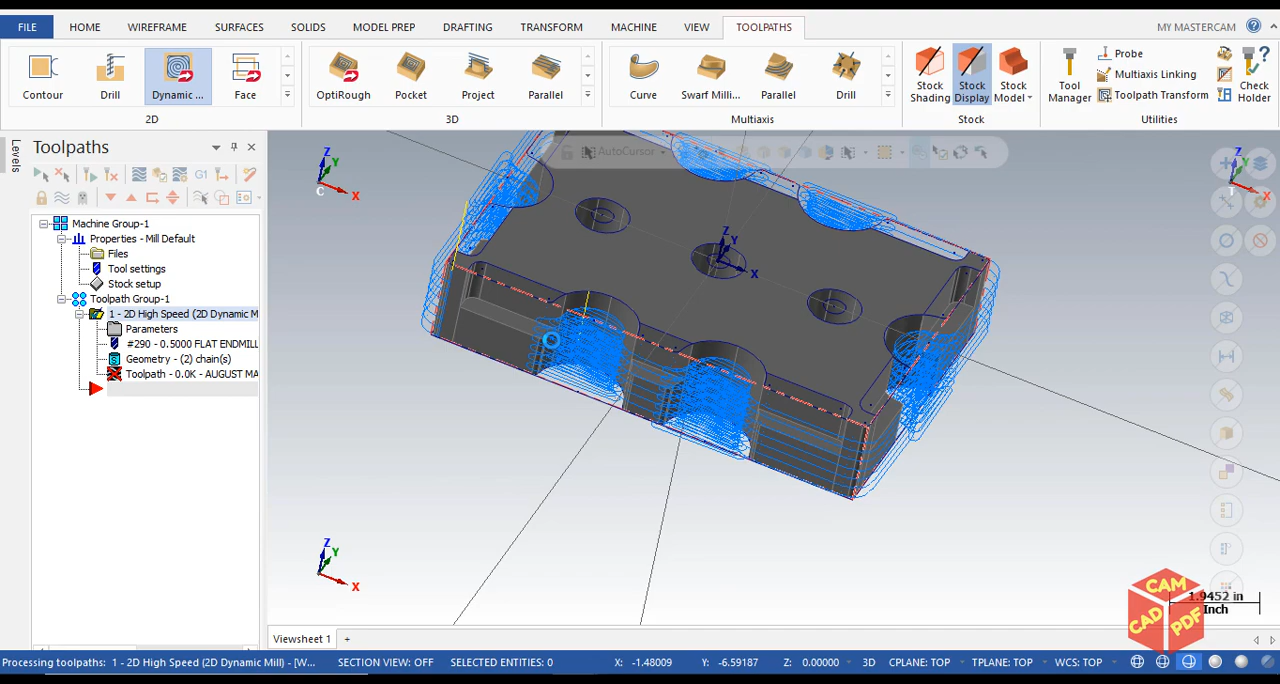 FILE HOME WIREFRAME SURFACES SOLIDS MODEL PREP DRAFTING TRANSFORM MACHINE VIEW TOOLPATHS MY MASTERCAM
Contour Drill Dynamic ... Face
2D
OptiRough Pocket Project Parallel
3D
Curve Swarf Milli... Parallel Drill
Multiaxis
Stock Shading
Stock Display
Stock Model
Stock
Tool Manager
Probe
Multiaxis Linking
Toolpath Transform
Check Holder
Utilities
Levels
Toolpaths
G1
Machine Group-1
Properties - Mill Default
Files
Tool settings
Stock setup
Toolpath Group-1
1 - 2D High Speed (2D Dynamic M
Parameters
#290 - 0.5000 FLAT ENDMILL
Geometry - (2) chain(s)
Toolpath - 0.0K - AUGUST MA
AutoCursor
Z
Y
X
C
Z
Y
X
T
Z
Y
X
Z
Y
X
CAM
CAD
PDF
1.9452 in
Inch
Viewsheet 1 +
Processing toolpaths: 1 - 2D High Speed (2D Dynamic Mill) - [W... SECTION VIEW: OFF SELECTED ENTITIES: 0 X: -1.48009 Y: -6.59187 Z: 0.00000 3D CPLANE: TOP TPLANE: TOP WCS: TOP